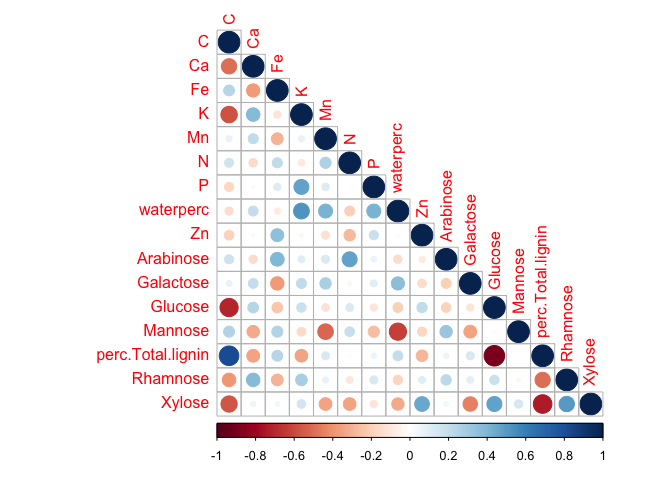 C
C
Ca
Ca
Fe
Fe
K
K
Mn
Mn
N
N
P
P
waterperc
waterperc
Zn
Zn
Arabinose
Arabinose
Galactose
Galactose
Glucose
Glucose
Mannose
Mannose
perc.Total.lignin
perc.Total.lignin
Rhamnose
Rhamnose
Xylose
Xylose
-1 -0.8 -0.6 -0.4 -0.2 0 0.2 0.4 0.6 0.8 1